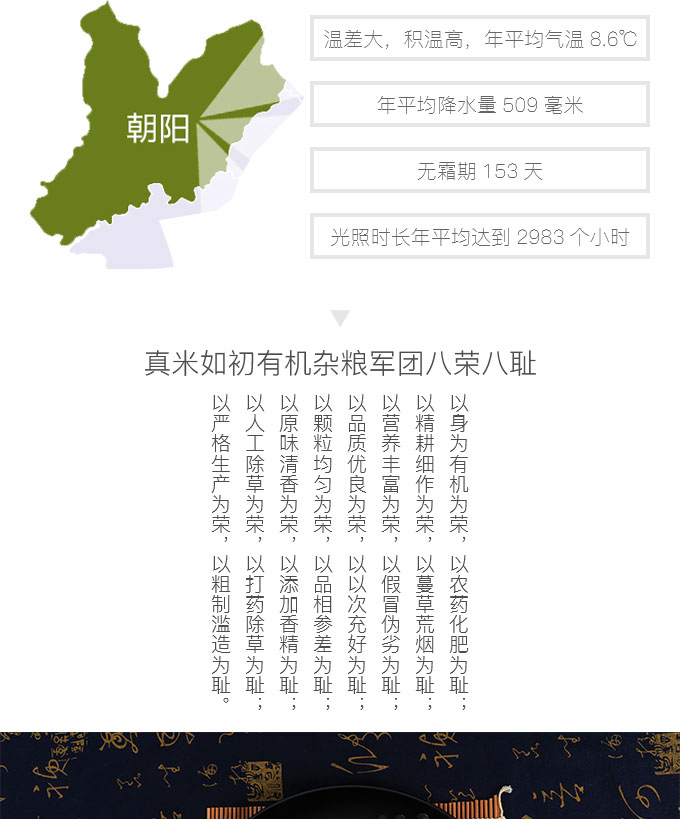 朝阳
温差大，积温高，年平均气温 8.6℃
年平均降水量 509 毫米
无霜期 153 天
光照时长年平均达到 2983 个小时
真米如初有机杂粮军团八荣八耻
以身为有机为荣，以农药化肥为耻；
以精耕细作为荣，以蔓草荒烟为耻；
以营养丰富为荣，以假冒伪劣为耻；
以品质优良为荣，以以次充好为耻；
以颗粒均匀为荣，以品相参差为耻；
以原味清香为荣，以添加香精为耻；
以人工除草为荣，以打药除草为耻；
以严格生产为荣，以粗制滥造为耻。